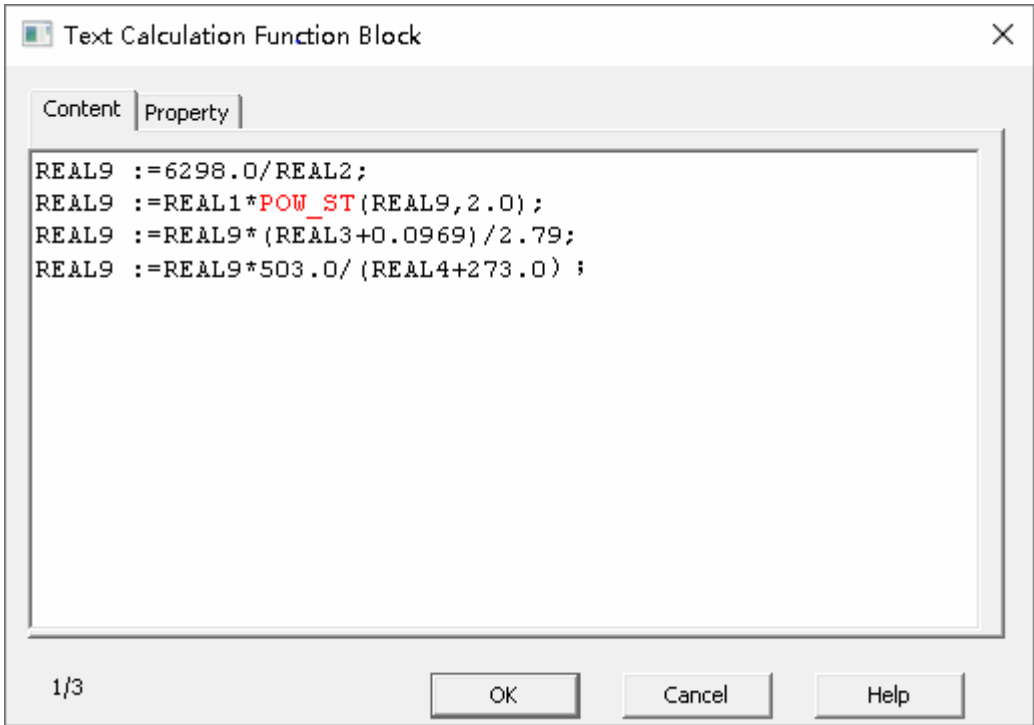 Text Calculation Function Block
Content Property
REAL9 :=6298.0/REAL2;
REAL9 :=REAL1*POW_ST(REAL9,2.0);
REAL9 :=REAL9*(REAL3+0.0969)/2.79;
REAL9 :=REAL9*503.0/(REAL4+273.0）；
1/3 OK Cancel Help